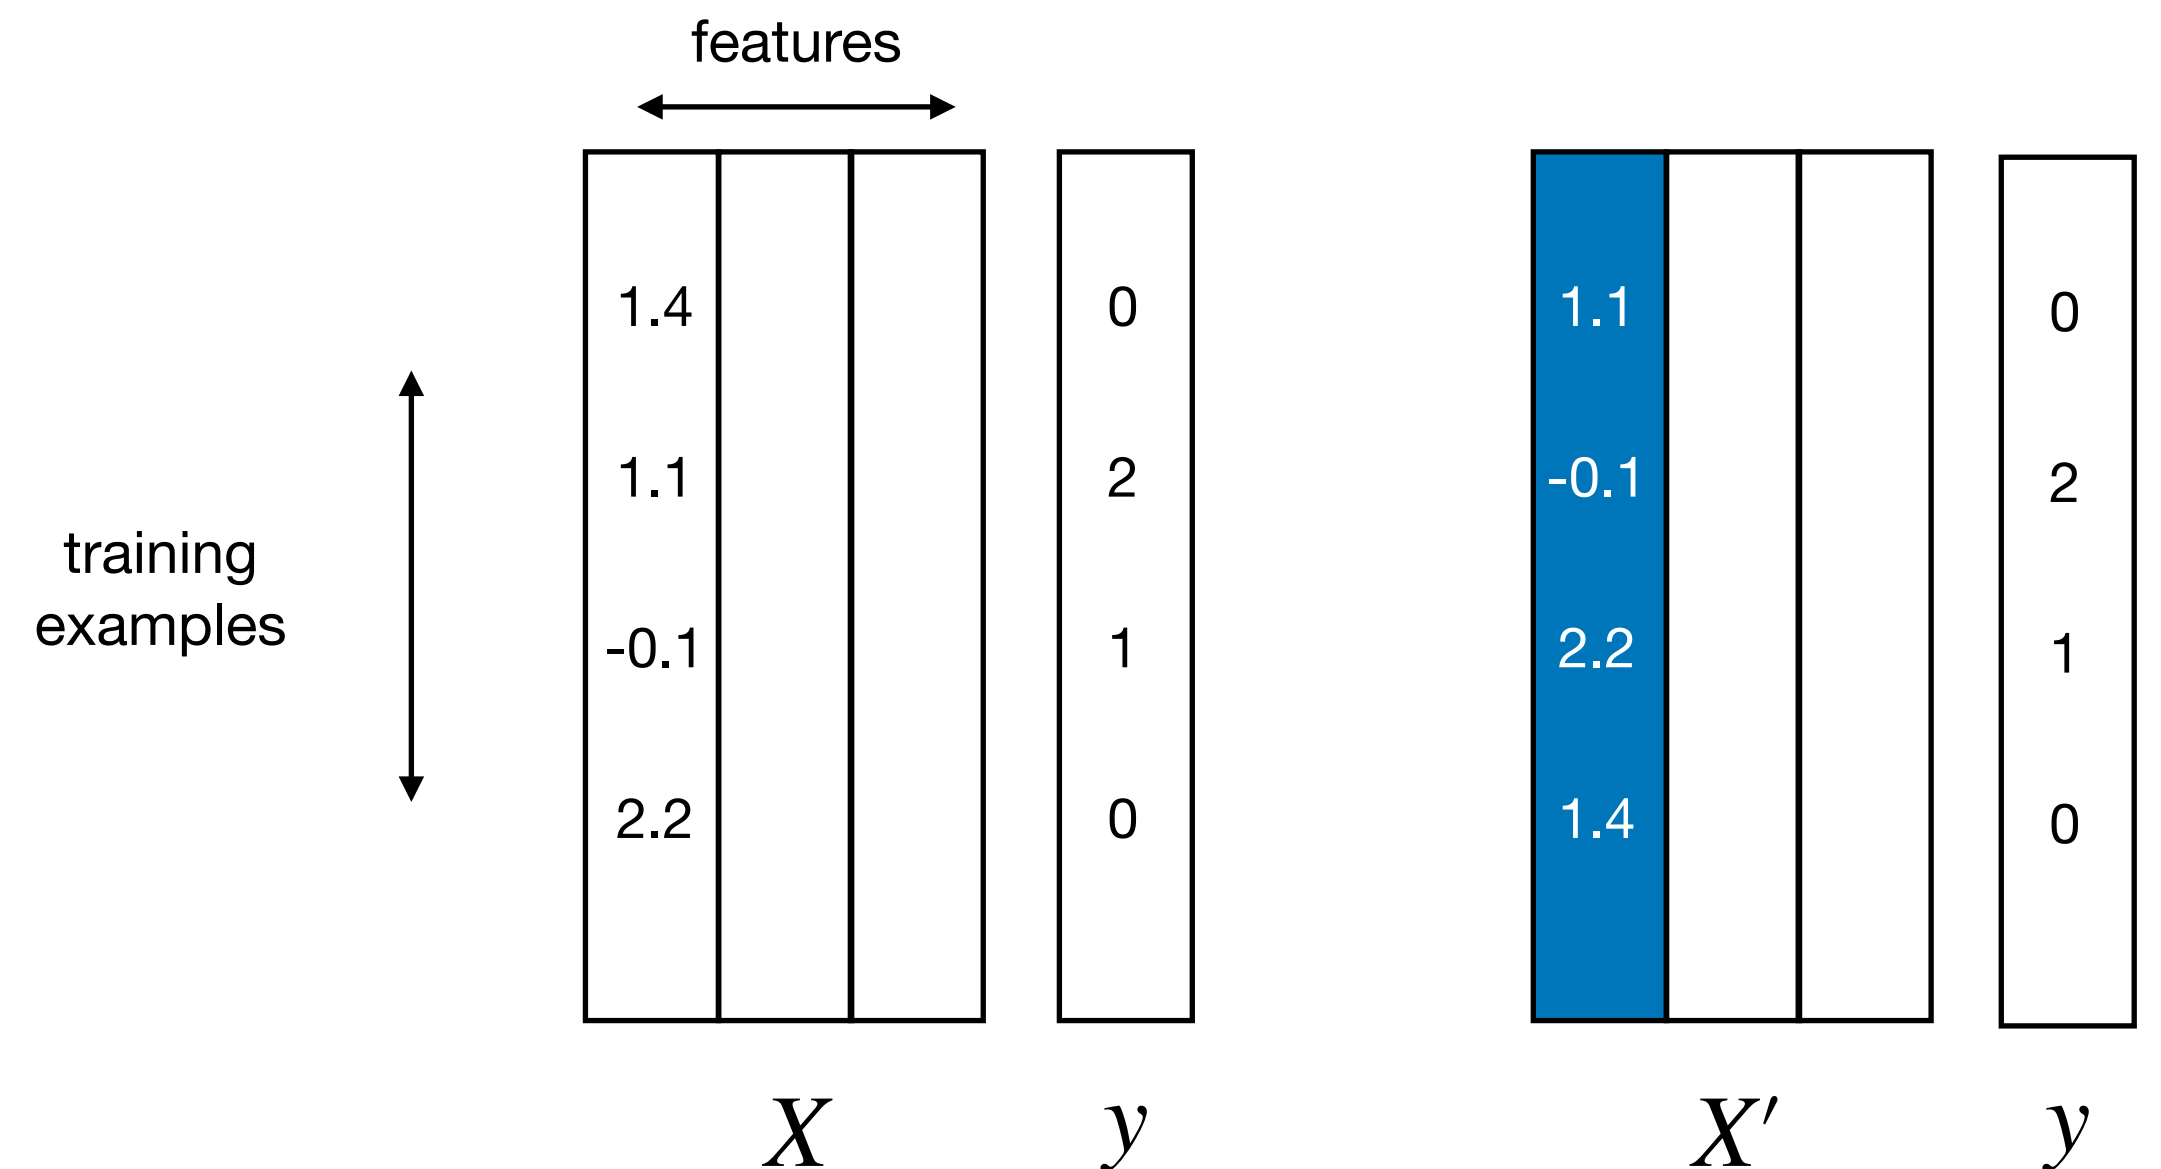 features
training
examples
1.4 0 1.1 0
1.1 2 -0.1 2
-0.1 1 2.2 1
2.2 0 1.4 0
X y X′ y